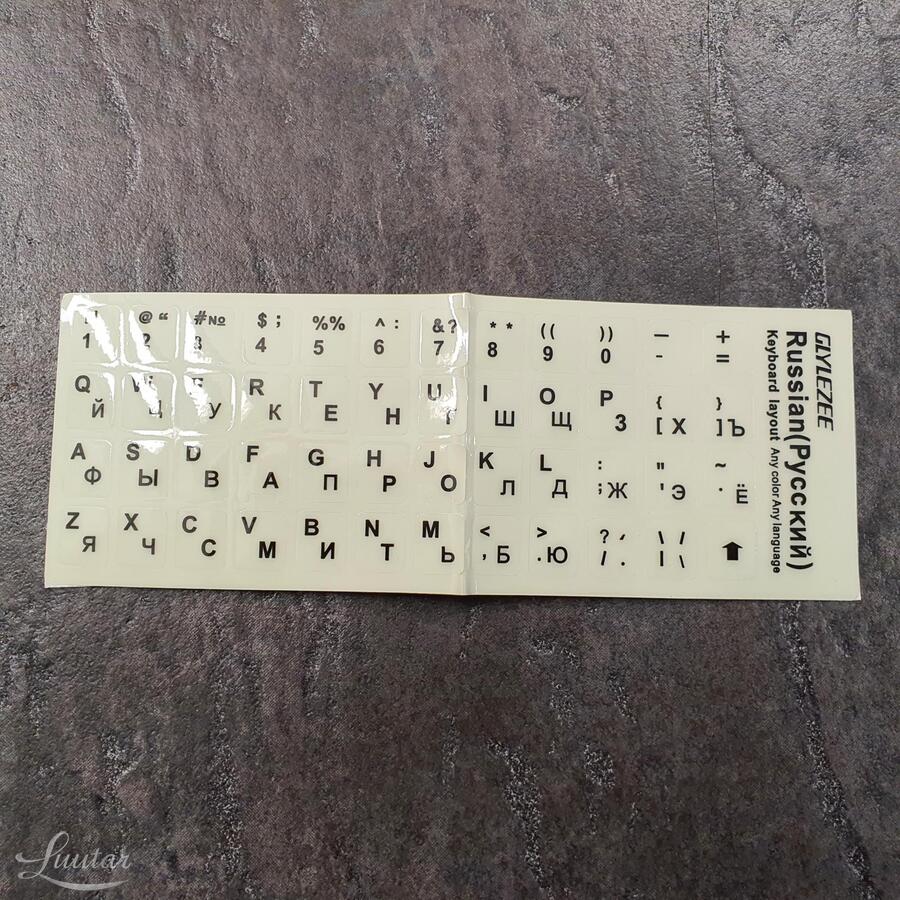 ! ! @ “ # № $ ; % % ^ : & ? * * ( ( ) ) — +
1 2 3 4 5 6 7 8 9 0 - =
Q W E R T Y U I O P { }
Й Ц У К Е Н Г Ш Щ З [ Х ] Ъ
A S D F G H J K L : " ~
Ф Ы В А П Р О Л Д ; Ж ' Э · Ё
Z X C V B N M < > ? ٬ \ /
Я Ч С М И Т Ь , Б . Ю / . | \
GLYLEZEE
Russian(Русский)
Keyboard layout Any color Any language
Luutar